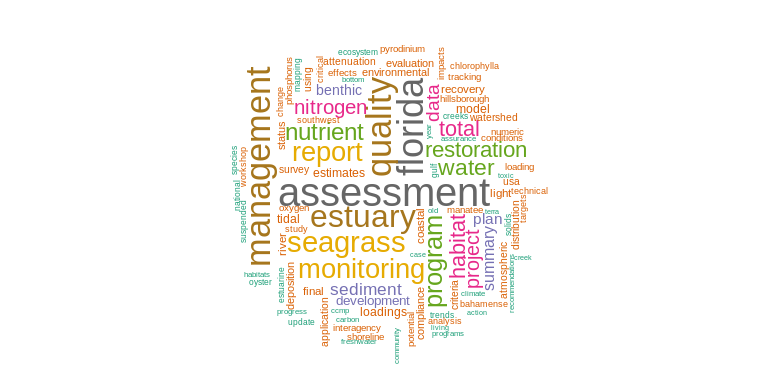 ecosystem
pyrodinium
attenuation
evaluation
impacts
chlorophylla
effects
environmental
tracking
bottom
critical
mapping
phosphorus
using
benthic
recovery
management
quality
florida
data
hillsborough
model
change
nitrogen
southwest
creeks
watershed
status
nutrient
year
total
numeric
assurance
conditions
report
restoration
species
workshop
survey
estimates
gulf
water
loading
toxic
national
assessment
usa
light
technical
suspended
oxygen
tidal
estuary
coastal
old
manatee
terra
plan
targets
study
solids
distribution
river
seagrass
program
habitat
project
summary
case
creek
habitats
oyster
monitoring
deposition
atmospheric
recommendations
estuarine
final
sediment
development
criteria
climate
bahamense
progress
update
application
ccmp
carbon
loadings
compliance
trends
action
interagency
shoreline
freshwater
potential
analysis
living
programs
community